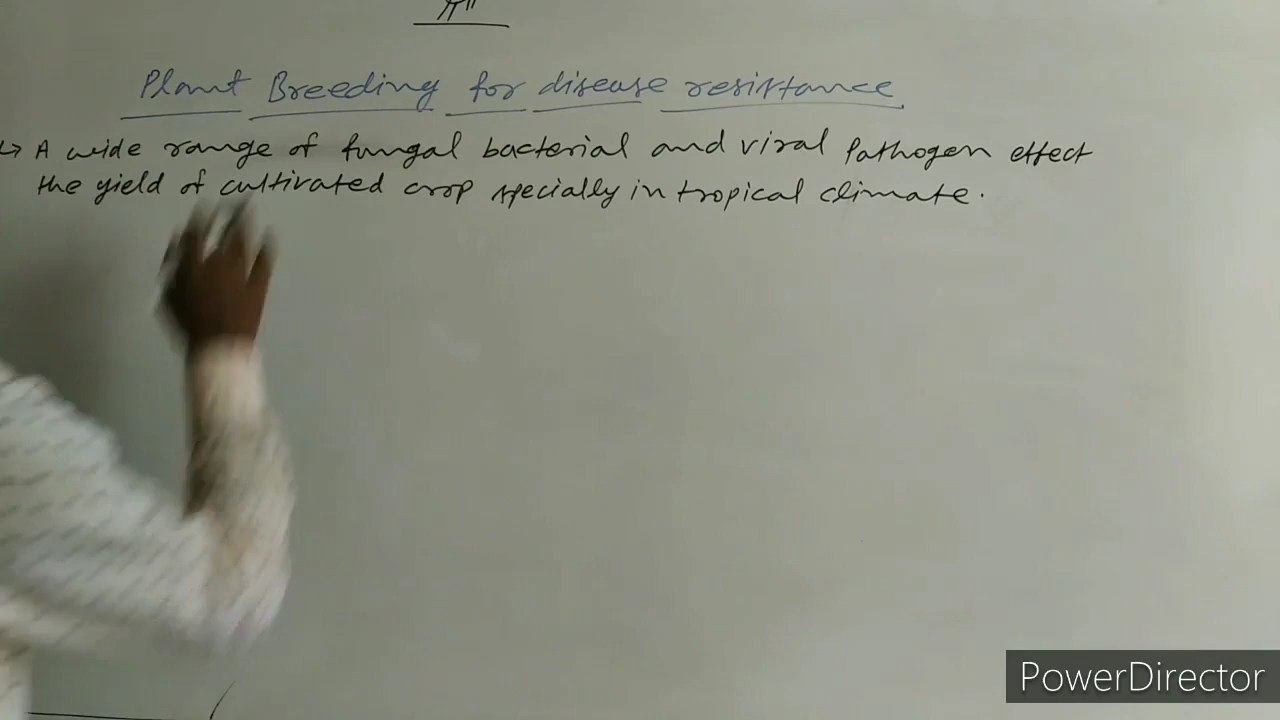 Plant Breeding for disease resistance
↳ A wide range of fungal bacterial and viral Pathogen effect
the yield of cultivated crop specially in tropical climate.
PowerDirector